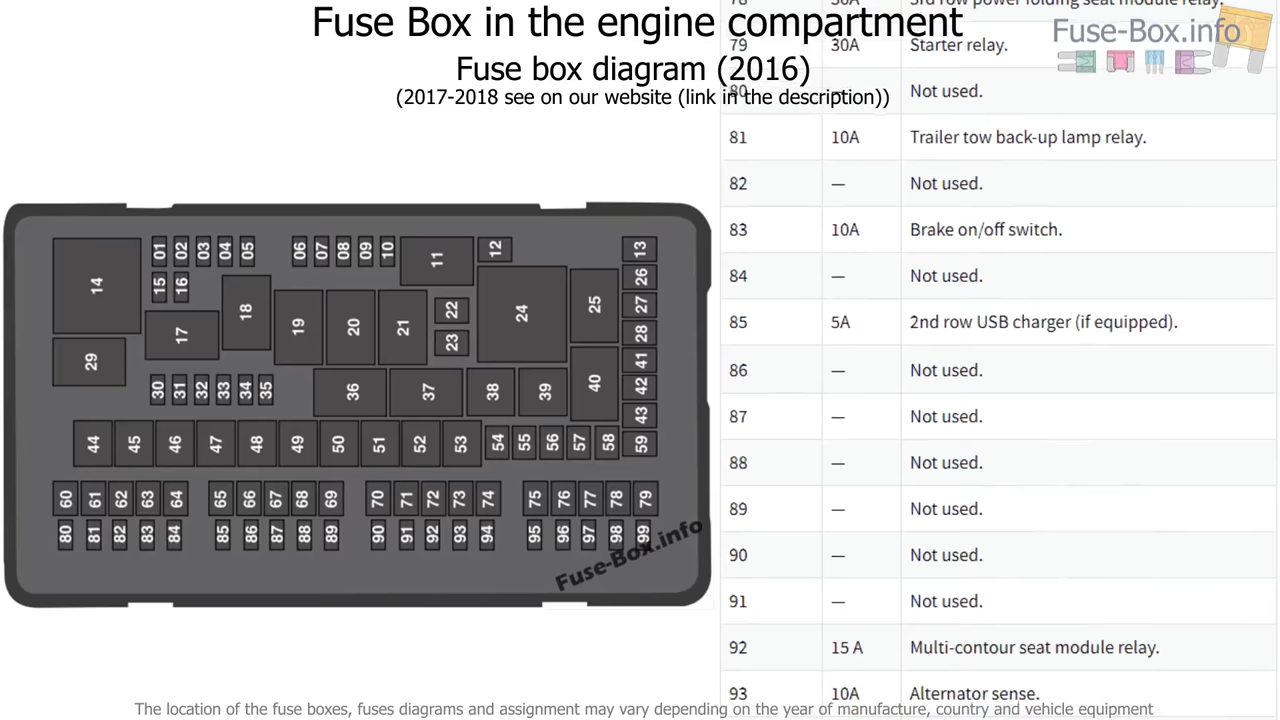 Fuse Box in the engine compartment
Fuse box diagram (2016)
(2017-2018 see on our website (link in the description))
Fuse-Box.info
78 30A 3rd row power folding seat module relay.
79 30A Starter relay.
80 — Not used.
81 10A Trailer tow back-up lamp relay.
82 — Not used.
83 10A Brake on/off switch.
84 — Not used.
85 5A 2nd row USB charger (if equipped).
86 — Not used.
87 — Not used.
88 — Not used.
89 — Not used.
90 — Not used.
91 — Not used.
92 15 A Multi-contour seat module relay.
93 10A Alternator sense.
01 02 03 04 05 06 07 08 09 10 11 12 13
14 15 16 17 18 19 20 21 22 23 24 25 26 27 28
29 30 31 32 33 34 35 36 37 38 39 40 41 42 43
44 45 46 47 48 49 50 51 52 53 54 55 56 57 58 59
60 61 62 63 64 65 66 67 68 69 70 71 72 73 74 75 76 77 78 79
80 81 82 83 84 85 86 87 88 89 90 91 92 93 94 95 96 97 98 99
Fuse-Box.info
The location of the fuse boxes, fuses diagrams and assignment may vary depending on the year of manufacture, country and vehicle equipment